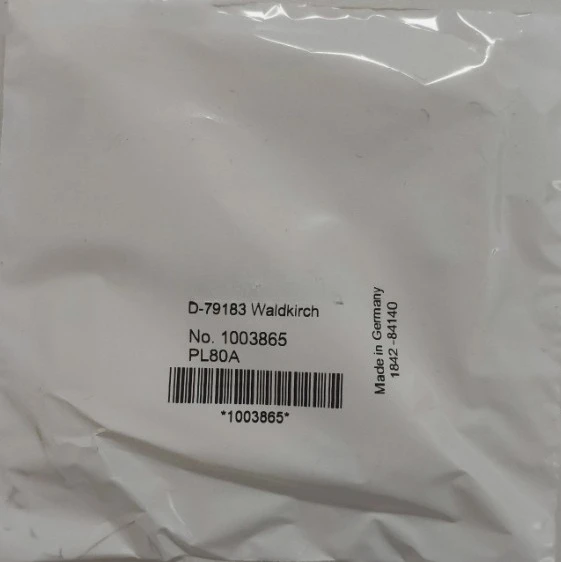 D-79183 Waldkirch
No. 1003865
PL80A
*1003865*
Made in Germany
1842 -84140